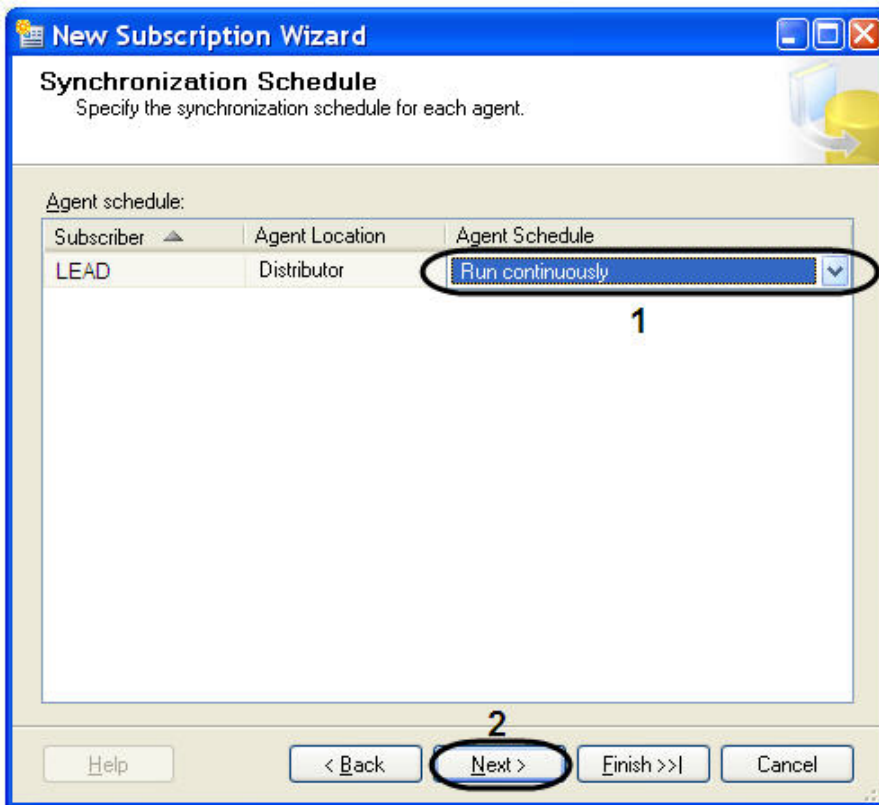 New Subscription Wizard
Synchronization Schedule
Specify the synchronization schedule for each agent.
Agent schedule:
Subscriber Agent Location Agent Schedule
LEAD Distributor Run continuously
1
2
Help < Back Next > Finish >>| Cancel